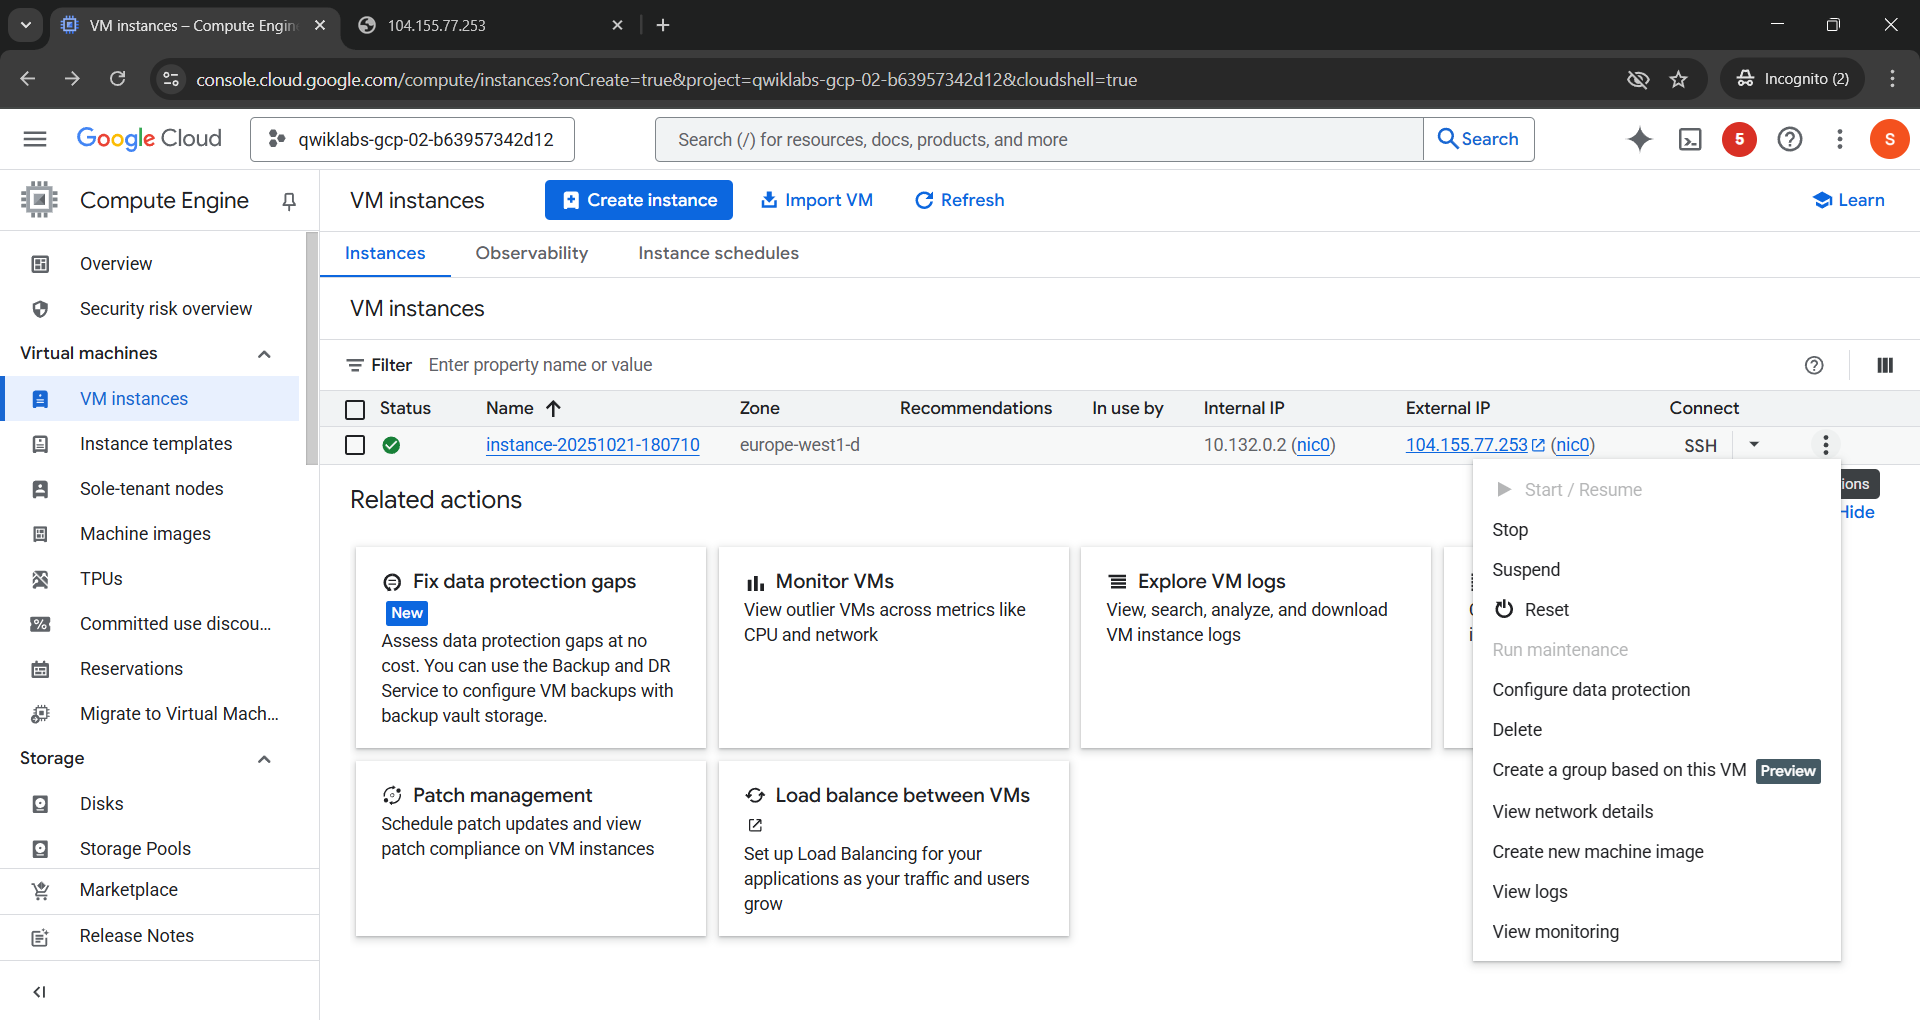 VM instances – Compute Engin
104.155.77.253
console.cloud.google.com/compute/instances?onCreate=true&project=qwiklabs-gcp-02-b63957342d12&cloudshell=true
Incognito (2)
Google Cloud
qwiklabs-gcp-02-b63957342d12
Search (/) for resources, docs, products, and more
Search
5
S
Compute Engine
VM instances
Create instance
Import VM
Refresh
Learn
Overview
Security risk overview
Virtual machines
VM instances
Instance templates
Sole-tenant nodes
Machine images
TPUs
Committed use discou...
Reservations
Migrate to Virtual Mach...
Storage
Disks
Storage Pools
Marketplace
Release Notes
Instances
Observability
Instance schedules
VM instances
Filter Enter property name or value
Status Name Zone Recommendations In use by Internal IP External IP Connect
instance-20251021-180710 europe-west1-d 10.132.0.2 (nic0) 104.155.77.253 (nic0) SSH
Related actions
Hide
Fix data protection gaps
New
Assess data protection gaps at no
cost. You can use the Backup and DR
Service to configure VM backups with
backup vault storage.
Monitor VMs
View outlier VMs across metrics like
CPU and network
Explore VM logs
View, search, analyze, and download
VM instance logs
Patch management
Schedule patch updates and view
patch compliance on VM instances
Load balance between VMs
Set up Load Balancing for your
applications as your traffic and users
grow
Start / Resume
Stop
Suspend
Reset
Run maintenance
Configure data protection
Delete
Create a group based on this VM Preview
View network details
Create new machine image
View logs
View monitoring